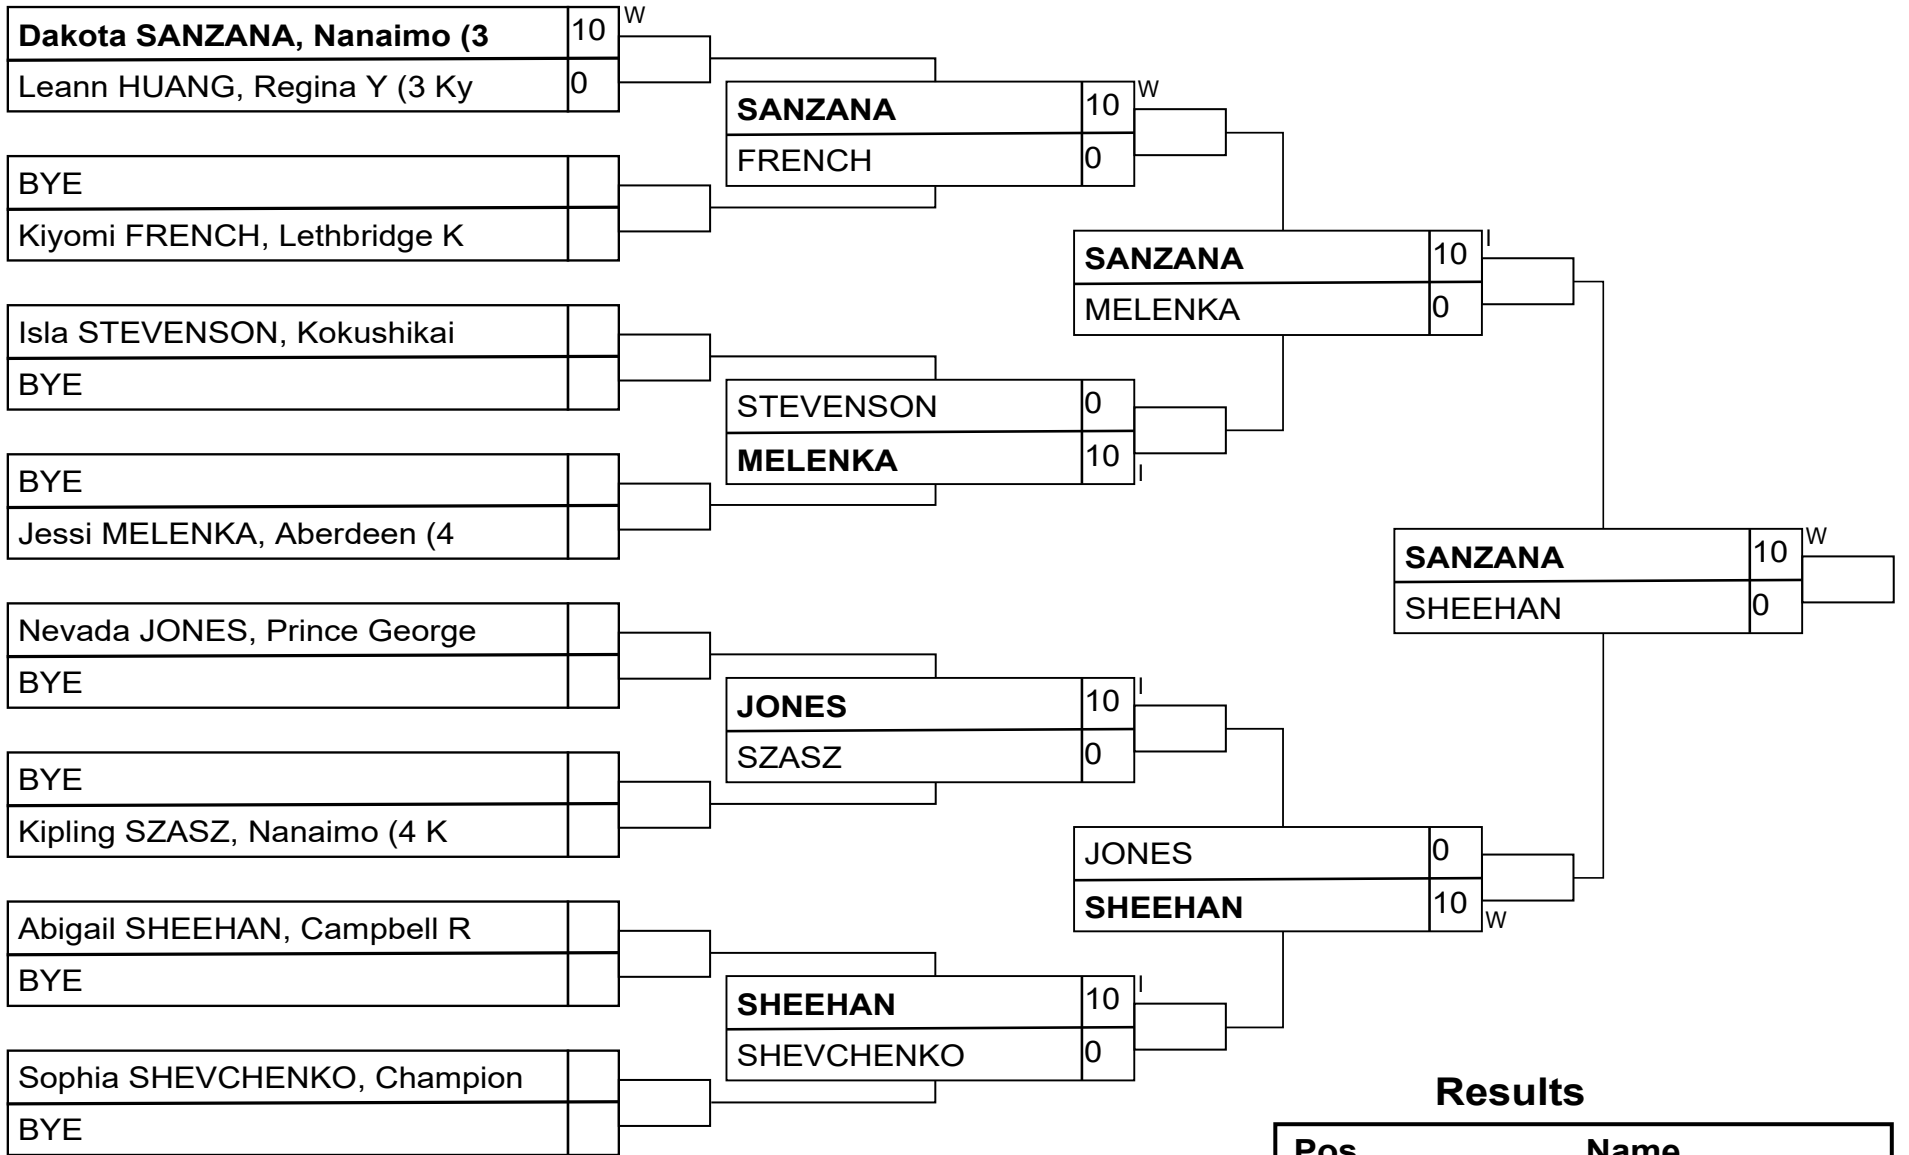 Dakota SANZANA, Nanaimo (3 10 W
Leann HUANG, Regina Y (3 Ky 0
BYE
Kiyomi FRENCH, Lethbridge K
Isla STEVENSON, Kokushikai
BYE
BYE
Jessi MELENKA, Aberdeen (4
Nevada JONES, Prince George
BYE
BYE
Kipling SZASZ, Nanaimo (4 K
Abigail SHEEHAN, Campbell R
BYE
Sophia SHEVCHENKO, Champion
BYE
SANZANA 10 W
FRENCH 0
STEVENSON 0
MELENKA 10 I
JONES 10 I
SZASZ 0
SHEEHAN 10 I
SHEVCHENKO 0
SANZANA 10 I
MELENKA 0
JONES 0
SHEEHAN 10 W
SANZANA 10 W
SHEEHAN 0
Results
Pos Name